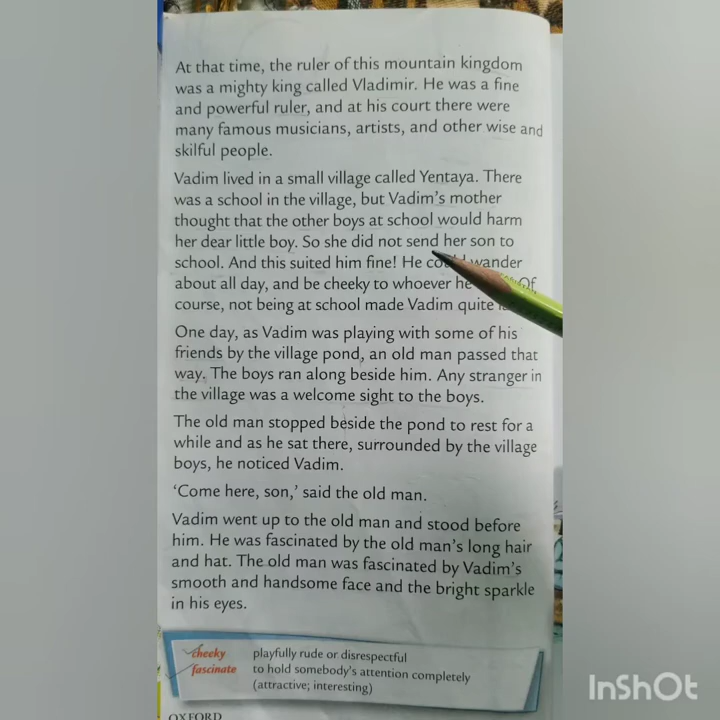 At that time, the ruler of this mountain kingdom
was a mighty king called Vladimir. He was a fine
and powerful ruler, and at his court there were
many famous musicians, artists, and other wise and
skilful people.
Vadim lived in a small village called Yentaya. There
was a school in the village, but Vadim's mother
thought that the other boys at school would harm
her dear little boy. So she did not send her son to
school. And this suited him fine! He could wander
about all day, and be cheeky to whoever he Of
course, not being at school made Vadim quite
One day, as Vadim was playing with some of his
friends by the village pond, an old man passed that
way. The boys ran along beside him. Any stranger in
the village was a welcome sight to the boys.
The old man stopped beside the pond to rest for a
while and as he sat there, surrounded by the village
boys, he noticed Vadim.
'Come here, son,' said the old man.
Vadim went up to the old man and stood before
him. He was fascinated by the old man's long hair
and hat. The old man was fascinated by Vadim's
smooth and handsome face and the bright sparkle
in his eyes.
cheeky playfully rude or disrespectful
fascinate to hold somebody's attention completely
(attractive; interesting)
OXFORD
InShOt